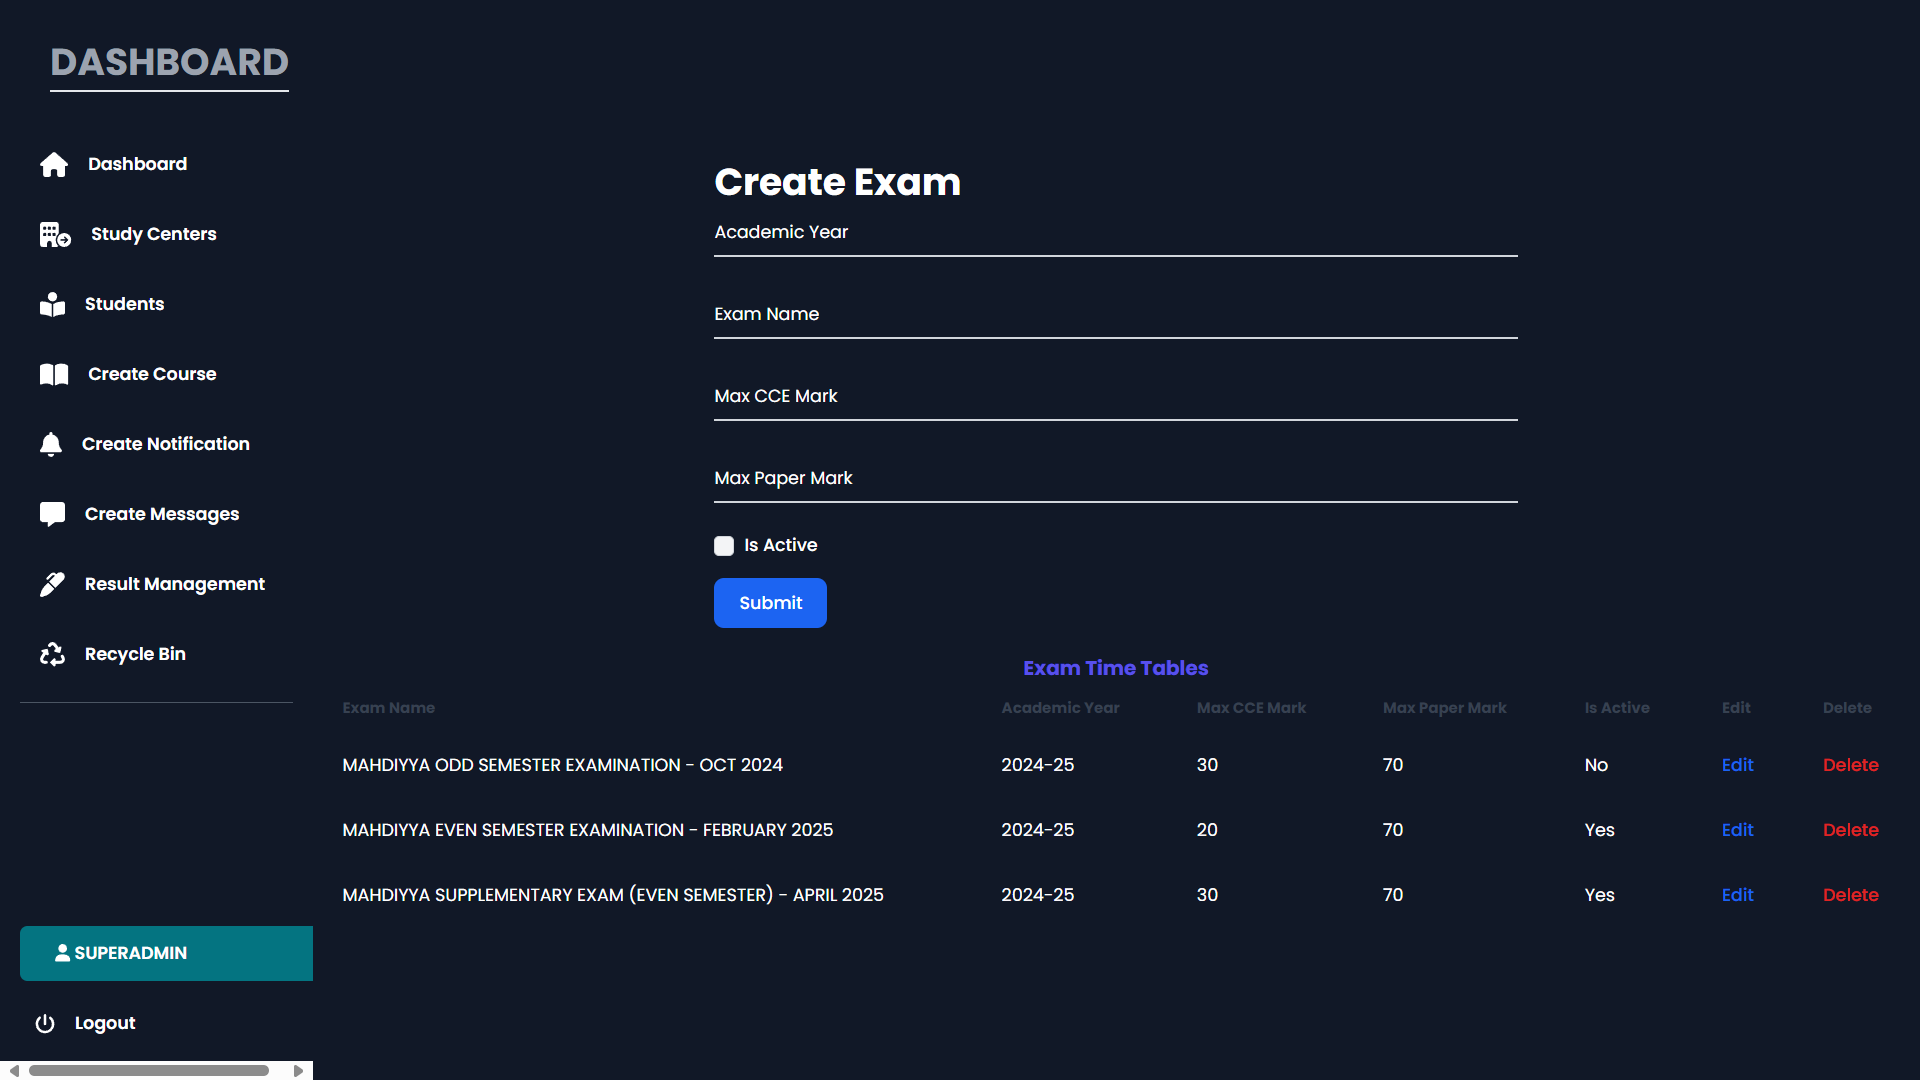 DASHBOARD
Dashboard
Study Centers
Students
Create Course
Create Notification
Create Messages
Result Management
Recycle Bin
SUPERADMIN
Logout
Create Exam
Academic Year
Exam Name
Max CCE Mark
Max Paper Mark
Is Active
Submit
Exam Time Tables
Exam Name Academic Year Max CCE Mark Max Paper Mark Is Active Edit Delete
MAHDIYYA ODD SEMESTER EXAMINATION - OCT 2024 2024-25 30 70 No Edit Delete
MAHDIYYA EVEN SEMESTER EXAMINATION - FEBRUARY 2025 2024-25 20 70 Yes Edit Delete
MAHDIYYA SUPPLEMENTARY EXAM (EVEN SEMESTER) - APRIL 2025 2024-25 30 70 Yes Edit Delete